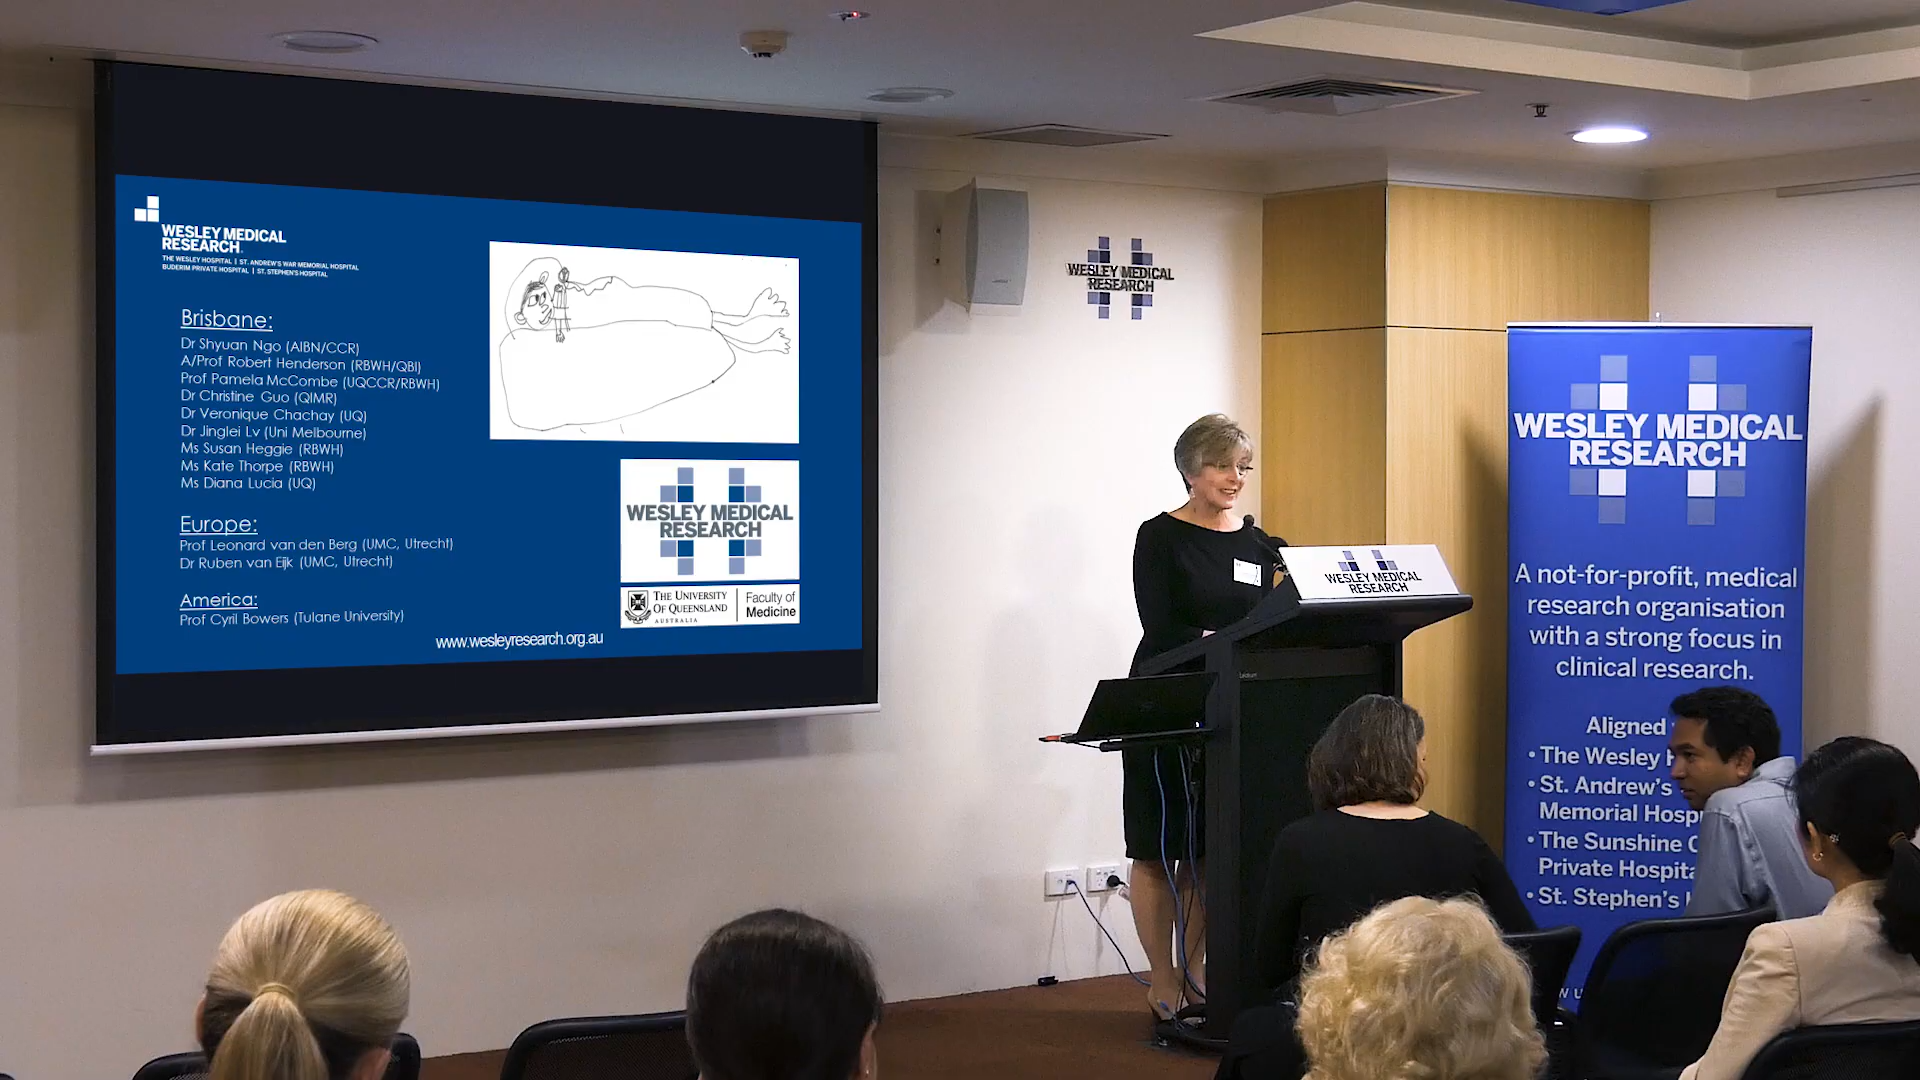 WESLEY MEDICAL
RESEARCH.
THE WESLEY HOSPITAL | ST. ANDREW'S WAR MEMORIAL HOSPITAL
BUDERIM PRIVATE HOSPITAL | ST. STEPHEN'S HOSPITAL
Brisbane:
Dr Shyuan Ngo (AIBN/CCR)
A/Prof Robert Henderson (RBWH/QBI)
Prof Pamela McCombe (UQCCR/RBWH)
Dr Christine Guo (QIMR)
Dr Veronique Chachay (UQ)
Dr Jinglei Lv (Uni Melbourne)
Ms Susan Heggie (RBWH)
Ms Kate Thorpe (RBWH)
Ms Diana Lucia (UQ)
Europe:
Prof Leonard van den Berg (UMC, Utrecht)
Dr Ruben van Eijk (UMC, Utrecht)
America:
Prof Cyril Bowers (Tulane University)
www.wesleyresearch.org.au
WESLEY MEDICAL
RESEARCH
THE UNIVERSITY
OF QUEENSLAND
AUSTRALIA
Faculty of
Medicine
WESLEY MEDICAL
RESEARCH
WESLEY MEDICAL
RESEARCH
WESLEY MEDICAL
RESEARCH
A not-for-profit, medical
research organisation
with a strong focus in
clinical research.
Aligned
• The Wesley
• St. Andrew's
Memorial Hosp
• The Sunshine C
Private Hospita
• St. Stephen's